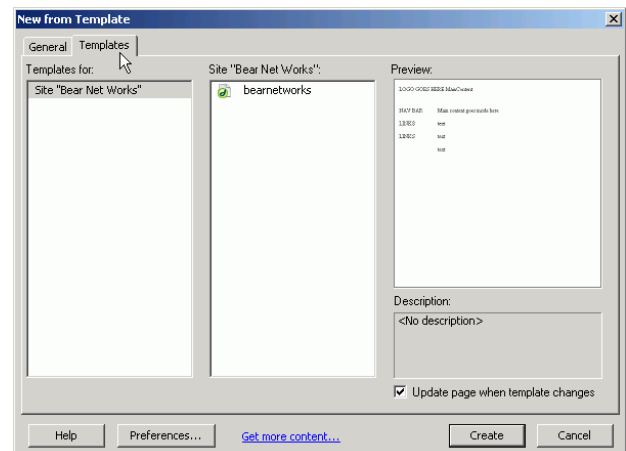 New from Template
General Templates
Templates for:
Site "Bear Net Works"
Site "Bear Net Works":
bearnetworks
Preview:
LOGO GOES HERE MainContent
NAV BAR Main content goes inside here
LINKS text
LINKS text
text
Description:
<No description>
Update page when template changes
Help Preferences... Get more content... Create Cancel